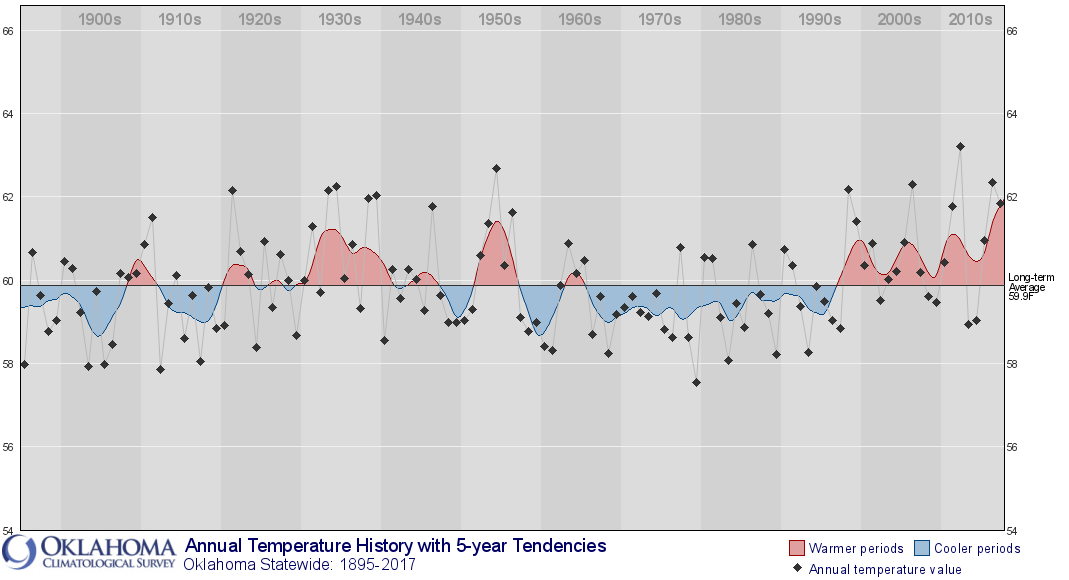 1900s 1910s 1920s 1930s 1940s 1950s 1960s 1970s 1980s 1990s 2000s 2010s
66 66
64 64
62 62
60 60
Long-term
Average
59.9F
58 58
56 56
54 54
OKLAHOMA
CLIMATOLOGICAL SURVEY
Annual Temperature History with 5-year Tendencies
Oklahoma Statewide: 1895-2017
Warmer periods Cooler periods
Annual temperature value